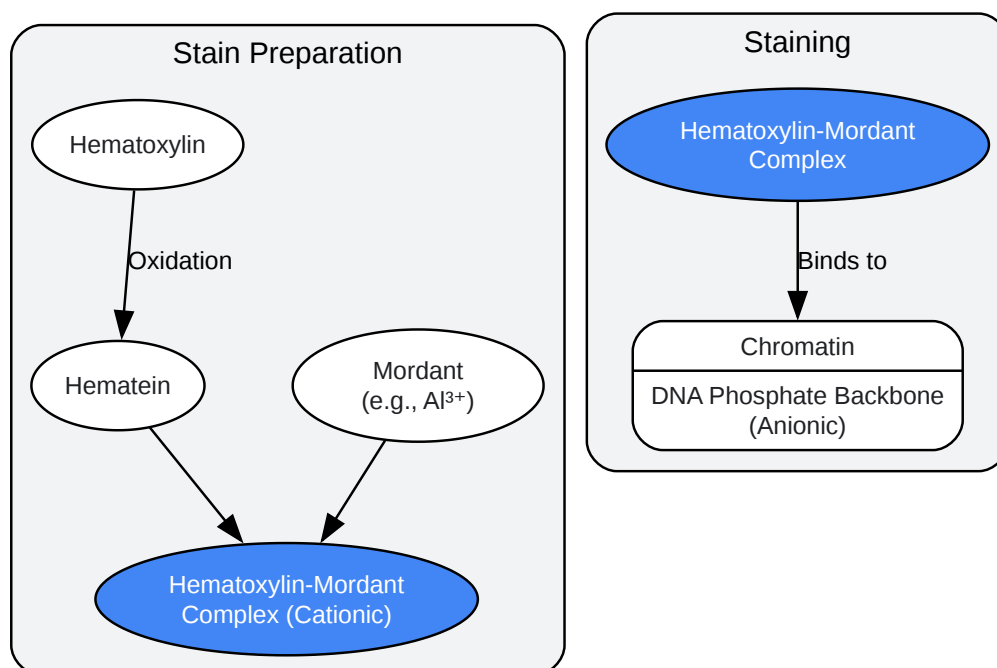 Stain Preparation
Hematoxylin
Oxidation
Hematein
Mordant
(e.g., Al³⁺)
Hematoxylin-Mordant
Complex (Cationic)
Staining
Hematoxylin-Mordant
Complex
Binds to
Chromatin
DNA Phosphate Backbone
(Anionic)